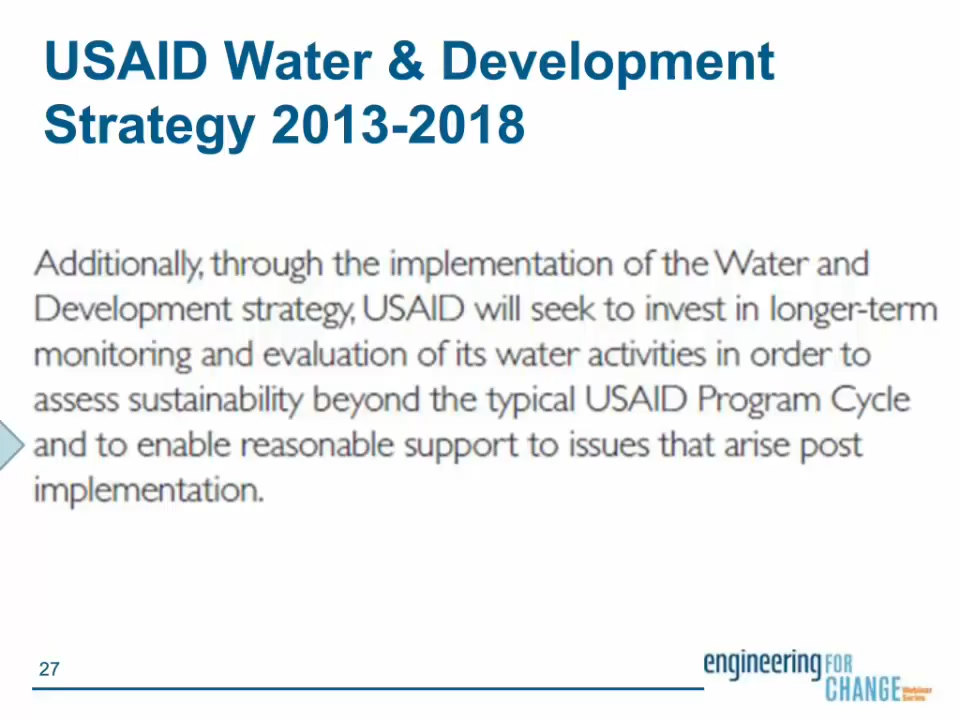 USAID Water & Development
Strategy 2013-2018
Additionally, through the implementation of the Water and
Development strategy, USAID will seek to invest in longer-term
monitoring and evaluation of its water activities in order to
assess sustainability beyond the typical USAID Program Cycle
and to enable reasonable support to issues that arise post
implementation.
27
engineering FOR
CHANGE Webinar
Series